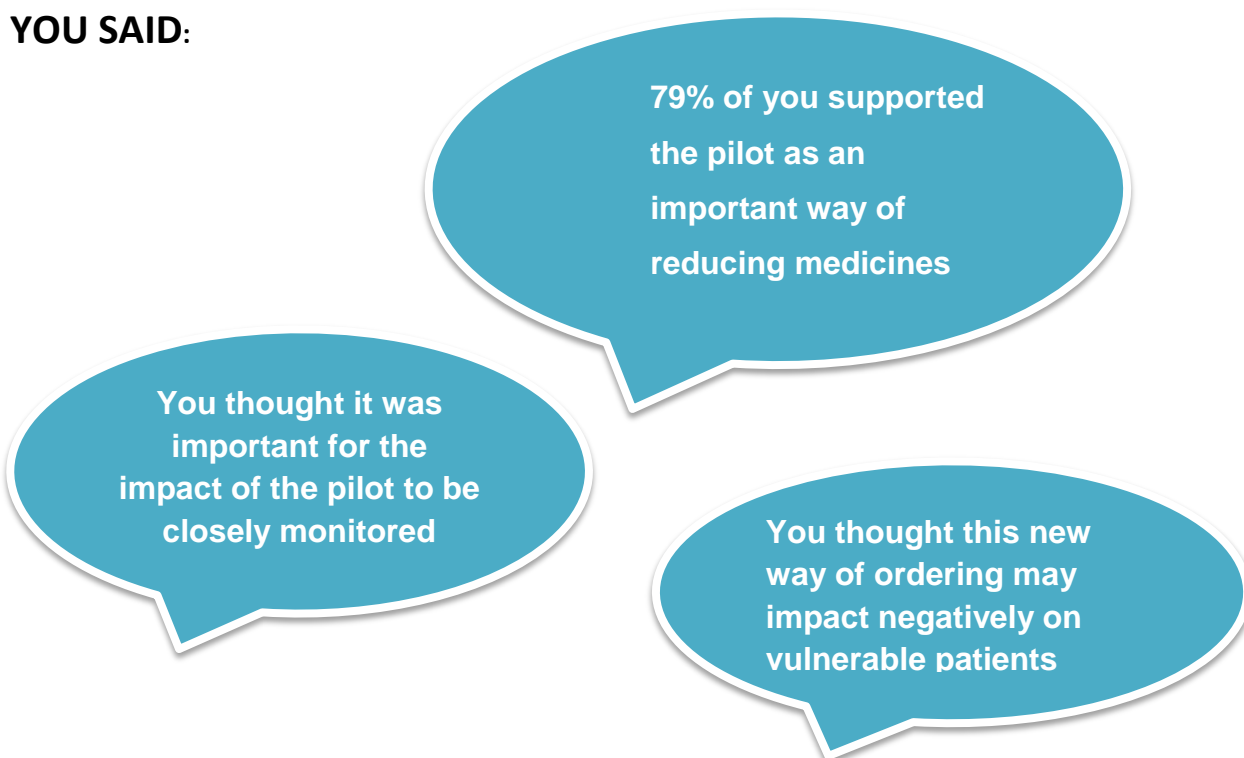 YOU SAID:
79% of you supported
the pilot as an
important way of
reducing medicines
You thought it was
important for the
impact of the pilot to be
closely monitored
You thought this new
way of ordering may
impact negatively on
vulnerable patients